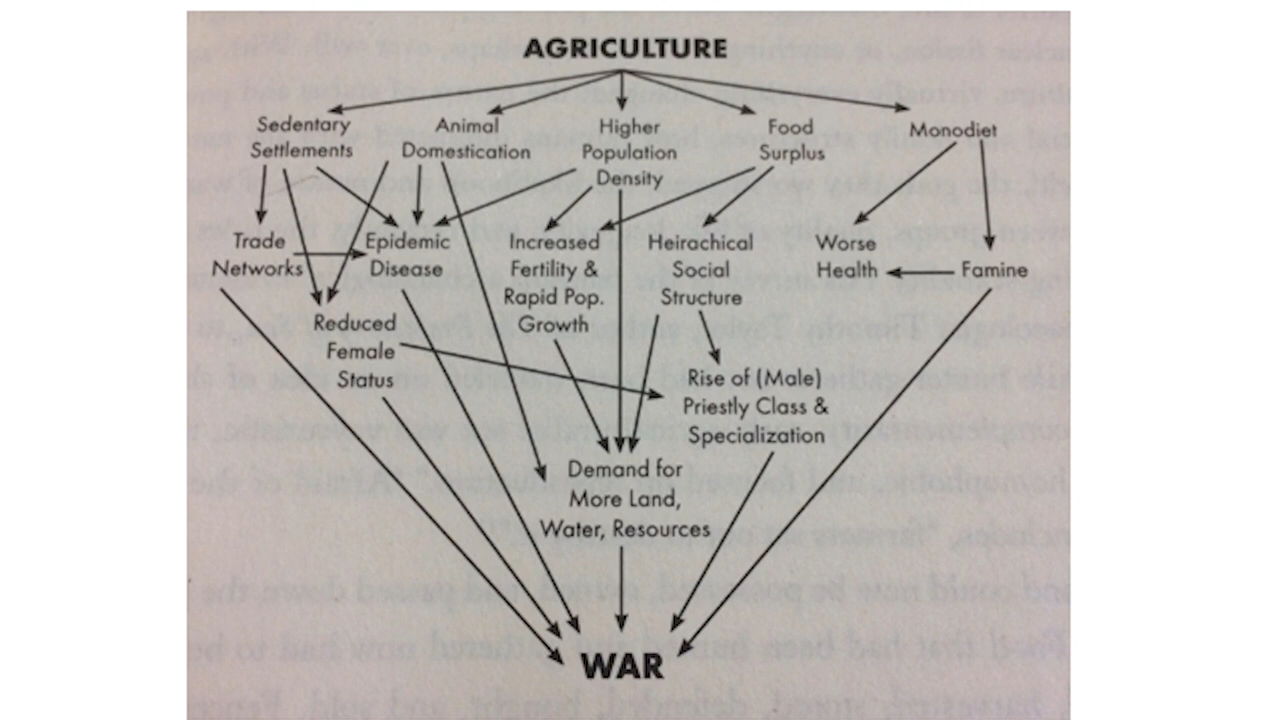 AGRICULTURE
Sedentary
Settlements
Animal
Domestication
Higher
Population
Density
Food
Surplus
Monodiet
Trade
Networks
Epidemic
Disease
Increased
Fertility &
Rapid Pop.
Growth
Heirachical
Social
Structure
Worse
Health
Famine
Reduced
Female
Status
Rise of (Male)
Priestly Class &
Specialization
Demand for
More Land,
Water, Resources
WAR